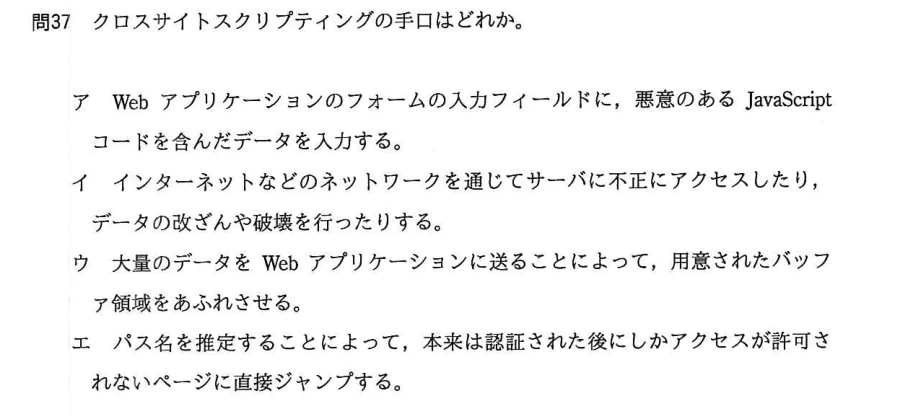 問37　クロスサイトスクリプティングの手口はどれか。
ア　Web アプリケーションのフォームの入力フィールドに，悪意のある JavaScript
コードを含んだデータを入力する。
イ　インターネットなどのネットワークを通じてサーバに不正にアクセスしたり，
データの改ざんや破壊を行ったりする。
ウ　大量のデータを Web アプリケーションに送ることによって，用意されたバッフ
ァ領域をあふれさせる。
エ　パス名を推定することによって，本来は認証された後にしかアクセスが許可さ
れないページに直接ジャンプする。